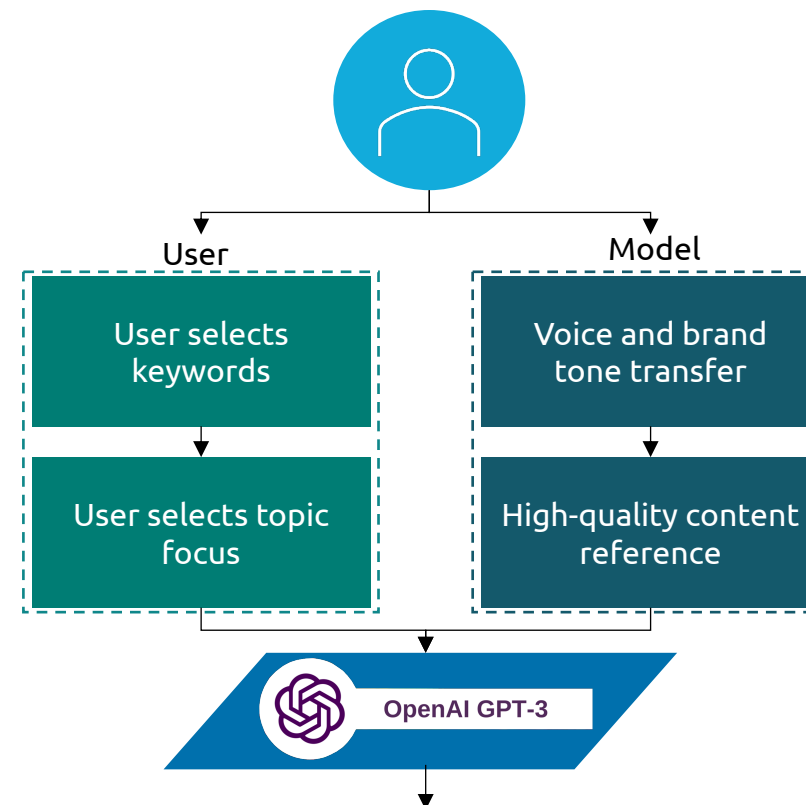 User
User selects
keywords
User selects topic
focus
Model
Voice and brand
tone transfer
High-quality content
reference
OpenAI GPT-3